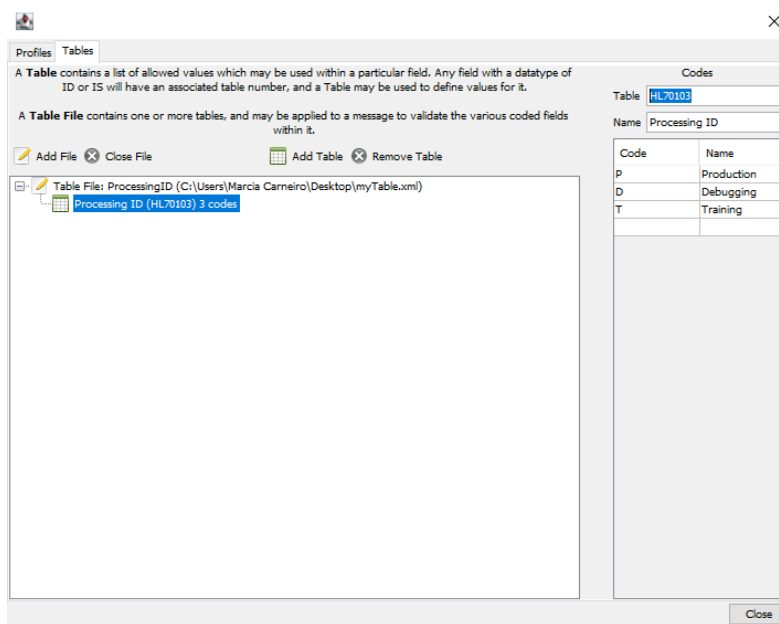 Profiles Tables
A Table contains a list of allowed values which may be used within a particular field. Any field with a datatype of
ID or IS will have an associated table number, and a Table may be used to define values for it.
A Table File contains one or more tables, and may be applied to a message to validate the various coded fields
within it.
Add File Close File Add Table Remove Table
Table File: ProcessingID (C:\Users\Marcia Carneiro\Desktop\myTable.xml)
Processing ID (HL70103) 3 codes
Codes
Table HL70103
Name Processing ID
Code Name
P Production
D Debugging
T Training
Close